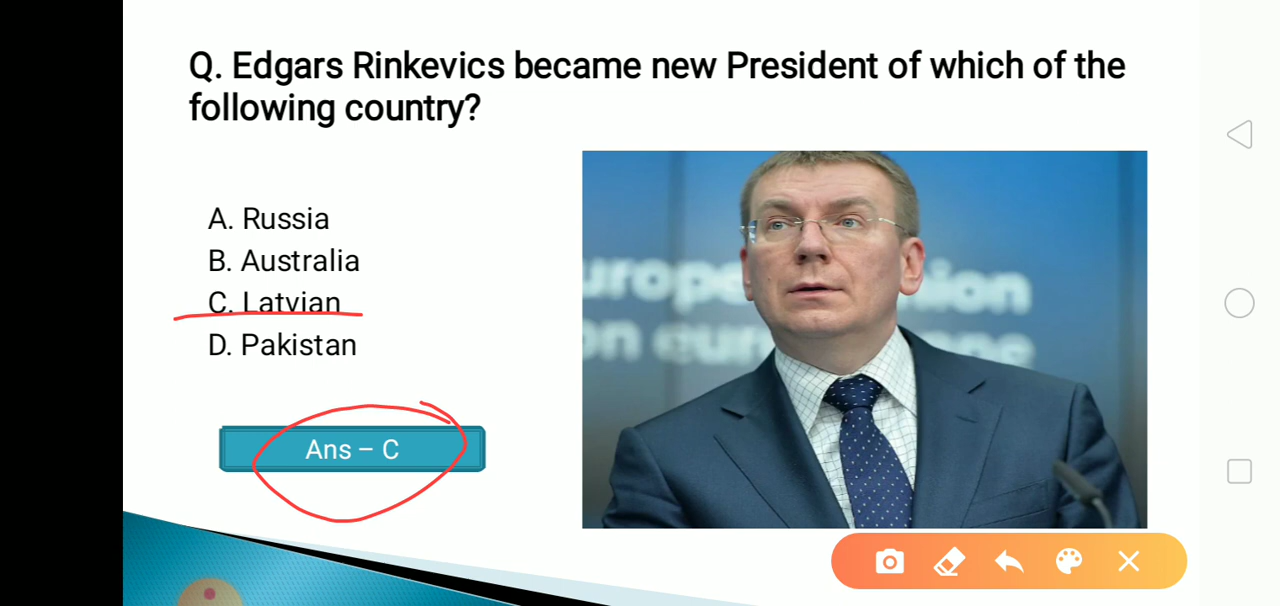 Q. Edgars Rinkevics became new President of which of the
following country?
A. Russia
B. Australia
C. Latvian
D. Pakistan
Ans – C